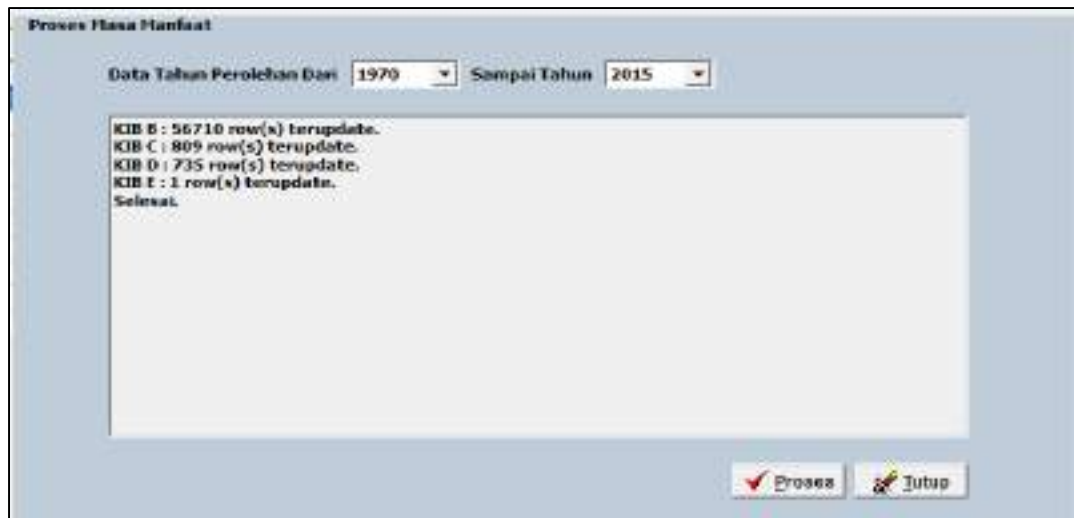 Proses Masa Manfaat
Data Tahun Perolehan Dari 1970 Sampai Tahun 2015
KIB B : 56710 row(s) terupdate.
KIB C : 809 row(s) terupdate.
KIB D : 735 row(s) terupdate.
KIB E : 1 row(s) terupdate.
Selesai.
Proses Tutup